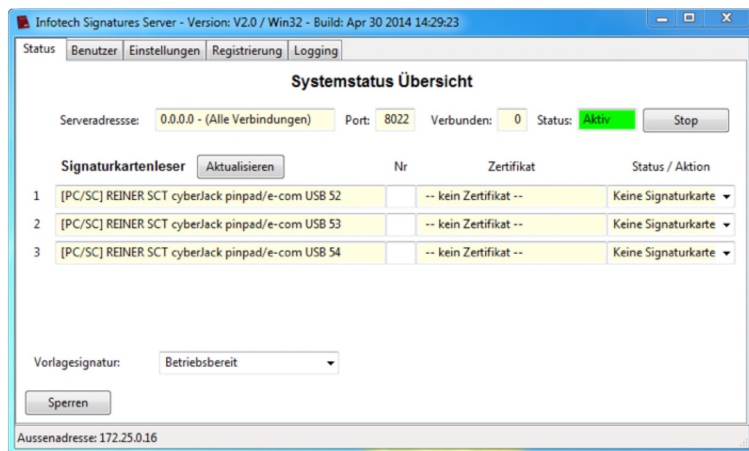 Infotech Signatures Server - Version: V2.0 / Win32 - Build: Apr 30 2014 14:29:23
Status Benutzer Einstellungen Registrierung Logging
Systemstatus Übersicht
Serveradressse: 0.0.0.0 - (Alle Verbindungen) Port: 8022 Verbunden: 0 Status: Aktiv Stop
Signaturkartenleser Aktualisieren Nr Zertifikat Status / Aktion
1 [PC/SC] REINER SCT cyberJack pinpad/e-com USB 52 -- kein Zertifikat -- Keine Signaturkarte
2 [PC/SC] REINER SCT cyberJack pinpad/e-com USB 53 -- kein Zertifikat -- Keine Signaturkarte
3 [PC/SC] REINER SCT cyberJack pinpad/e-com USB 54 -- kein Zertifikat -- Keine Signaturkarte
Vorlagesignatur: Betriebsbereit
Sperren
Aussenadresse: 172.25.0.16